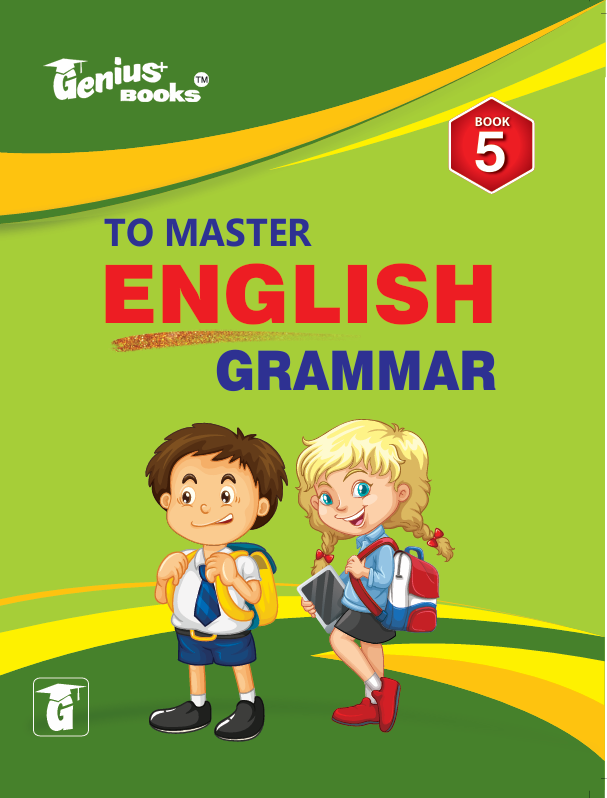 Genius+
BOOKS TM
BOOK
5
TO MASTER
ENGLISH
GRAMMAR
G